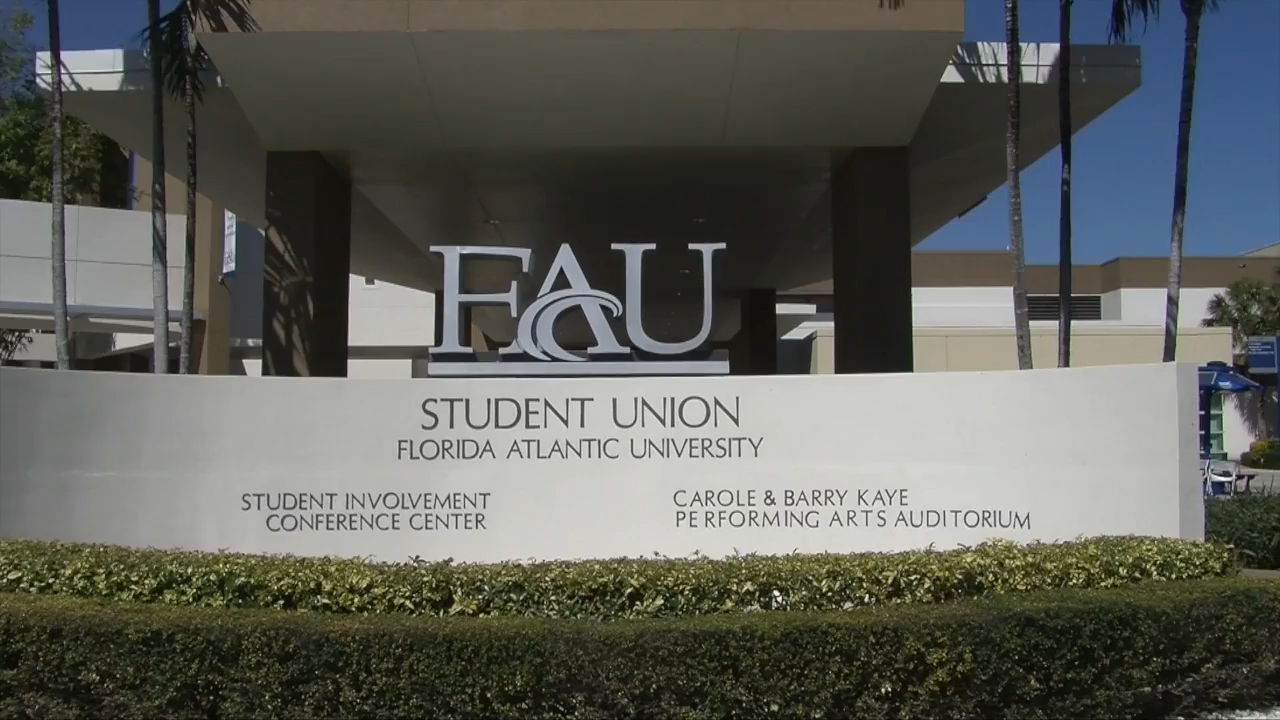 FAU
STUDENT UNION
FLORIDA ATLANTIC UNIVERSITY
STUDENT INVOLVEMENT
CONFERENCE CENTER
CAROLE & BARRY KAYE
PERFORMING ARTS AUDITORIUM